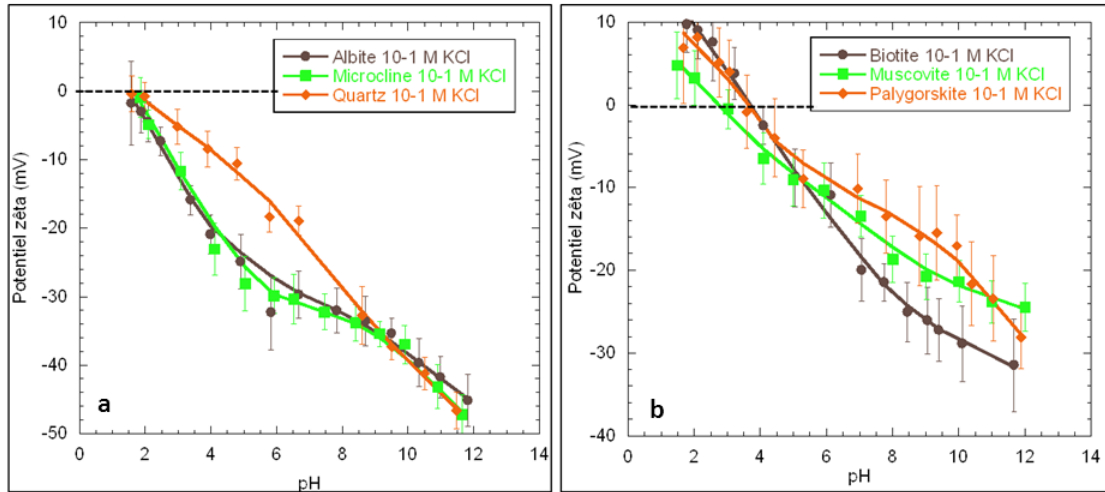 10
0
-10
-20
-30
-40
-50
Potentiel zêta (mV)
Albite 10-1 M KCl
Microcline 10-1 M KCl
Quartz 10-1 M KCl
a
0 2 4 6 8 10 12 14
pH
10
0
-10
-20
-30
-40
Potentiel zêta (mV)
Biotite 10-1 M KCl
Muscovite 10-1 M KCl
Palygorskite 10-1 M KCl
b
0 2 4 6 8 10 12 14
pH